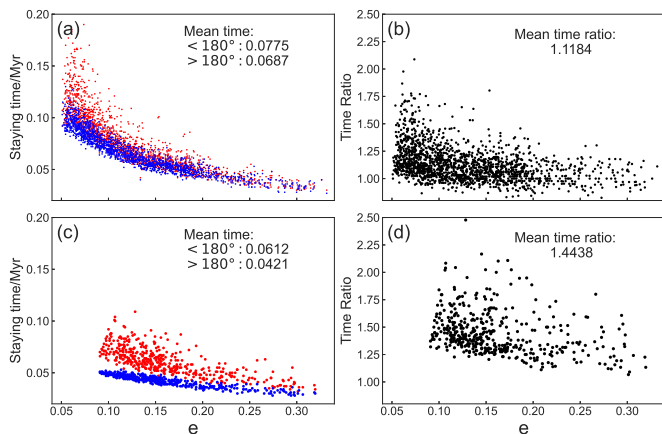 (a)
Mean time:
< 180° : 0.0775
> 180° : 0.0687
Staying time/Myr
0.20
0.15
0.10
0.05
(b)
Mean time ratio:
1.1184
Time Ratio
2.50
2.25
2.00
1.75
1.50
1.25
1.00
(c)
Mean time:
< 180° : 0.0612
> 180° : 0.0421
Staying time/Myr
0.20
0.15
0.10
0.05
0.05 0.10 0.15 0.20 0.25 0.30
e
(d)
Mean time ratio:
1.4438
Time Ratio
2.50
2.25
2.00
1.75
1.50
1.25
1.00
0.05 0.10 0.15 0.20 0.25 0.30
e